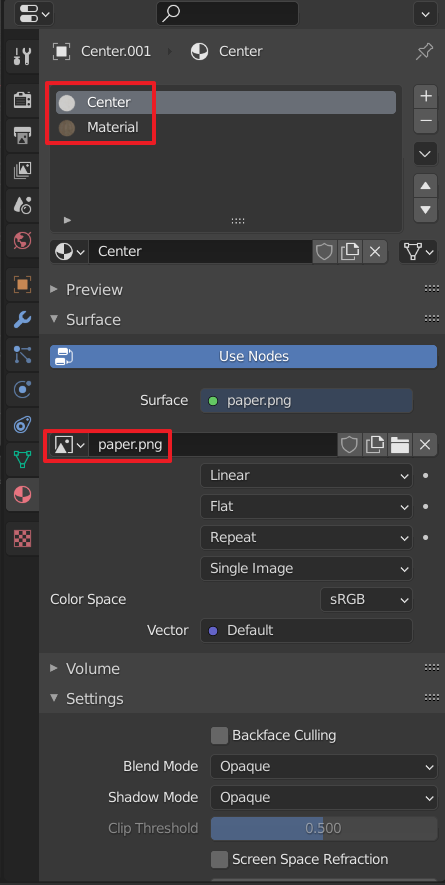 Center.001 Center
Center
Material
Center
Preview
Surface
Use Nodes
Surface paper.png
paper.png
Linear
Flat
Repeat
Single Image
Color Space sRGB
Vector Default
Volume
Settings
Backface Culling
Blend Mode Opaque
Shadow Mode Opaque
Clip Threshold 0.500
Screen Space Refraction